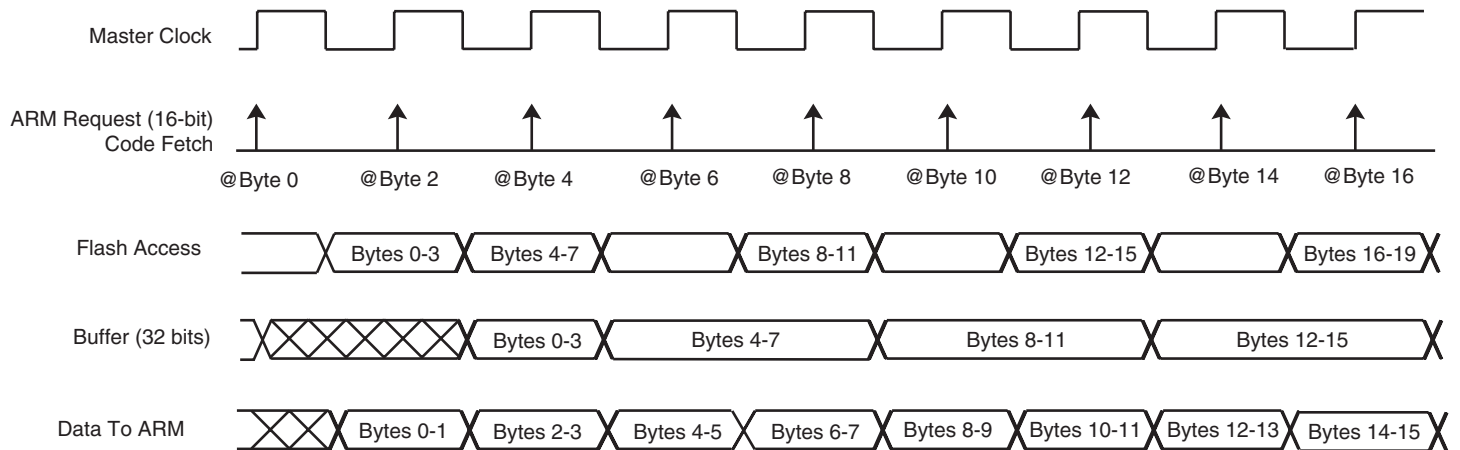 Master Clock
ARM Request (16-bit)
Code Fetch
@Byte 0 @Byte 2 @Byte 4 @Byte 6 @Byte 8 @Byte 10 @Byte 12 @Byte 14 @Byte 16
Flash Access Bytes 0-3 Bytes 4-7 Bytes 8-11 Bytes 12-15 Bytes 16-19
Buffer (32 bits) Bytes 0-3 Bytes 4-7 Bytes 8-11 Bytes 12-15
Data To ARM Bytes 0-1 Bytes 2-3 Bytes 4-5 Bytes 6-7 Bytes 8-9 Bytes 10-11 Bytes 12-13 Bytes 14-15